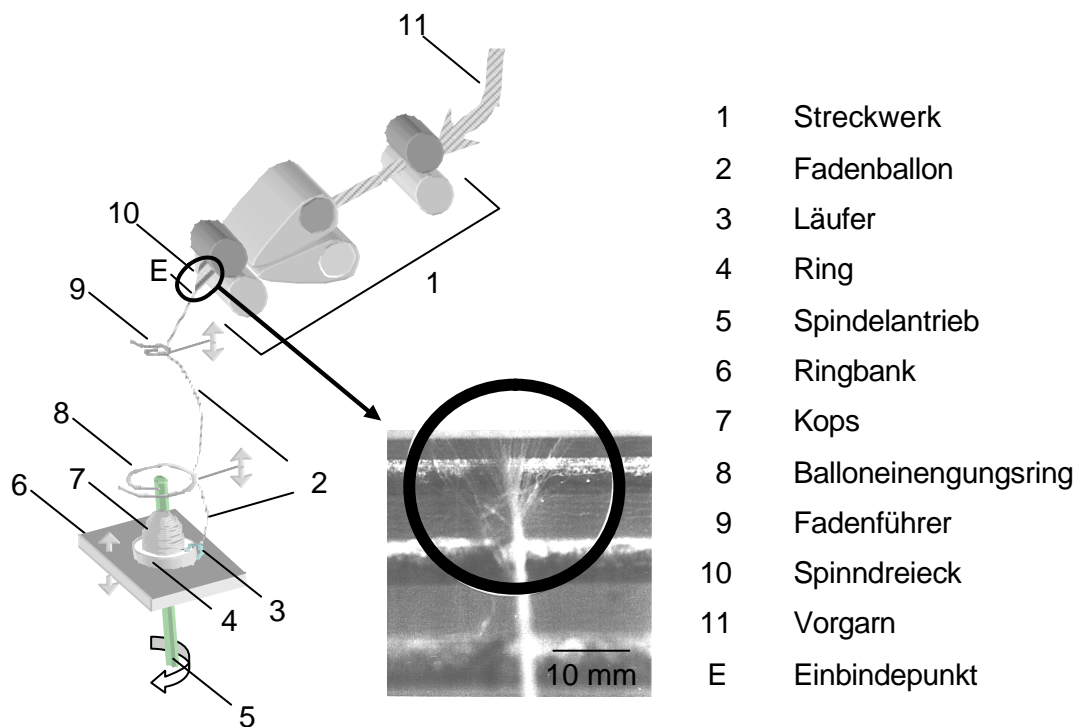 11
10
E
9
1
8
7
6
2
3
4
5
10 mm
1 Streckwerk
2 Fadenballon
3 Läufer
4 Ring
5 Spindelantrieb
6 Ringbank
7 Kops
8 Balloneinengungsring
9 Fadenführer
10 Spinndreieck
11 Vorgarn
E Einbindepunkt